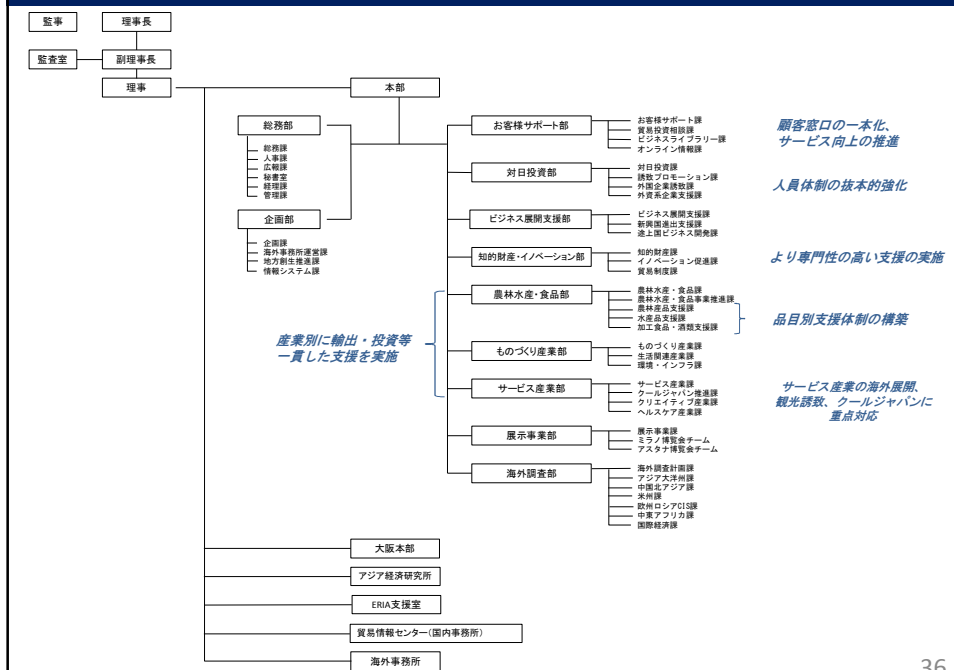 監事
理事長
監査室
副理事長
理事
本部
総務部
総務課
人事課
広報課
秘書室
経理課
管理課
企画部
企画課
海外事務所運営課
地方創生推進課
情報システム課
お客様サポート部
お客様サポート課
貿易投資相談課
ビジネスライブラリー課
オンライン情報課
顧客窓口の一本化、
サービス向上の推進
対日投資部
対日投資課
誘致プロモーション課
外国企業誘致課
外資系企業支援課
人員体制の抜本的強化
ビジネス展開支援部
ビジネス展開支援課
新興国進出支援課
途上国ビジネス開発課
知的財産・イノベーション部
知的財産課
イノベーション促進課
貿易制度課
より専門性の高い支援の実施
農林水産・食品部
農林水産・食品課
農林水産・食品事業推進課
農林産品支援課
水産品支援課
加工食品・酒類支援課
品目別支援体制の構築
産業別に輸出・投資等
一貫した支援を実施
ものづくり産業部
ものづくり産業課
生活関連産業課
環境・インフラ課
サービス産業部
サービス産業課
クールジャパン推進課
クリエイティブ産業課
ヘルスケア産業課
サービス産業の海外展開、
観光誘致、クールジャパンに
重点対応
展示事業部
展示事業課
ミラノ博覧会チーム
アスタナ博覧会チーム
海外調査部
海外調査計画課
アジア大洋州課
中国北アジア課
米州課
欧州ロシアCIS課
中東アフリカ課
国際経済課
大阪本部
アジア経済研究所
ERIA支援室
貿易情報センター(国内事務所)
海外事務所
36